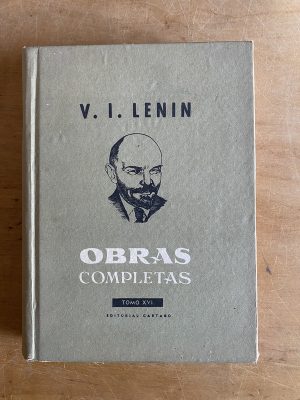 V. I. LENIN
OBRAS
COMPLETAS
TOMO XVI
EDITORIAL CARTAGO